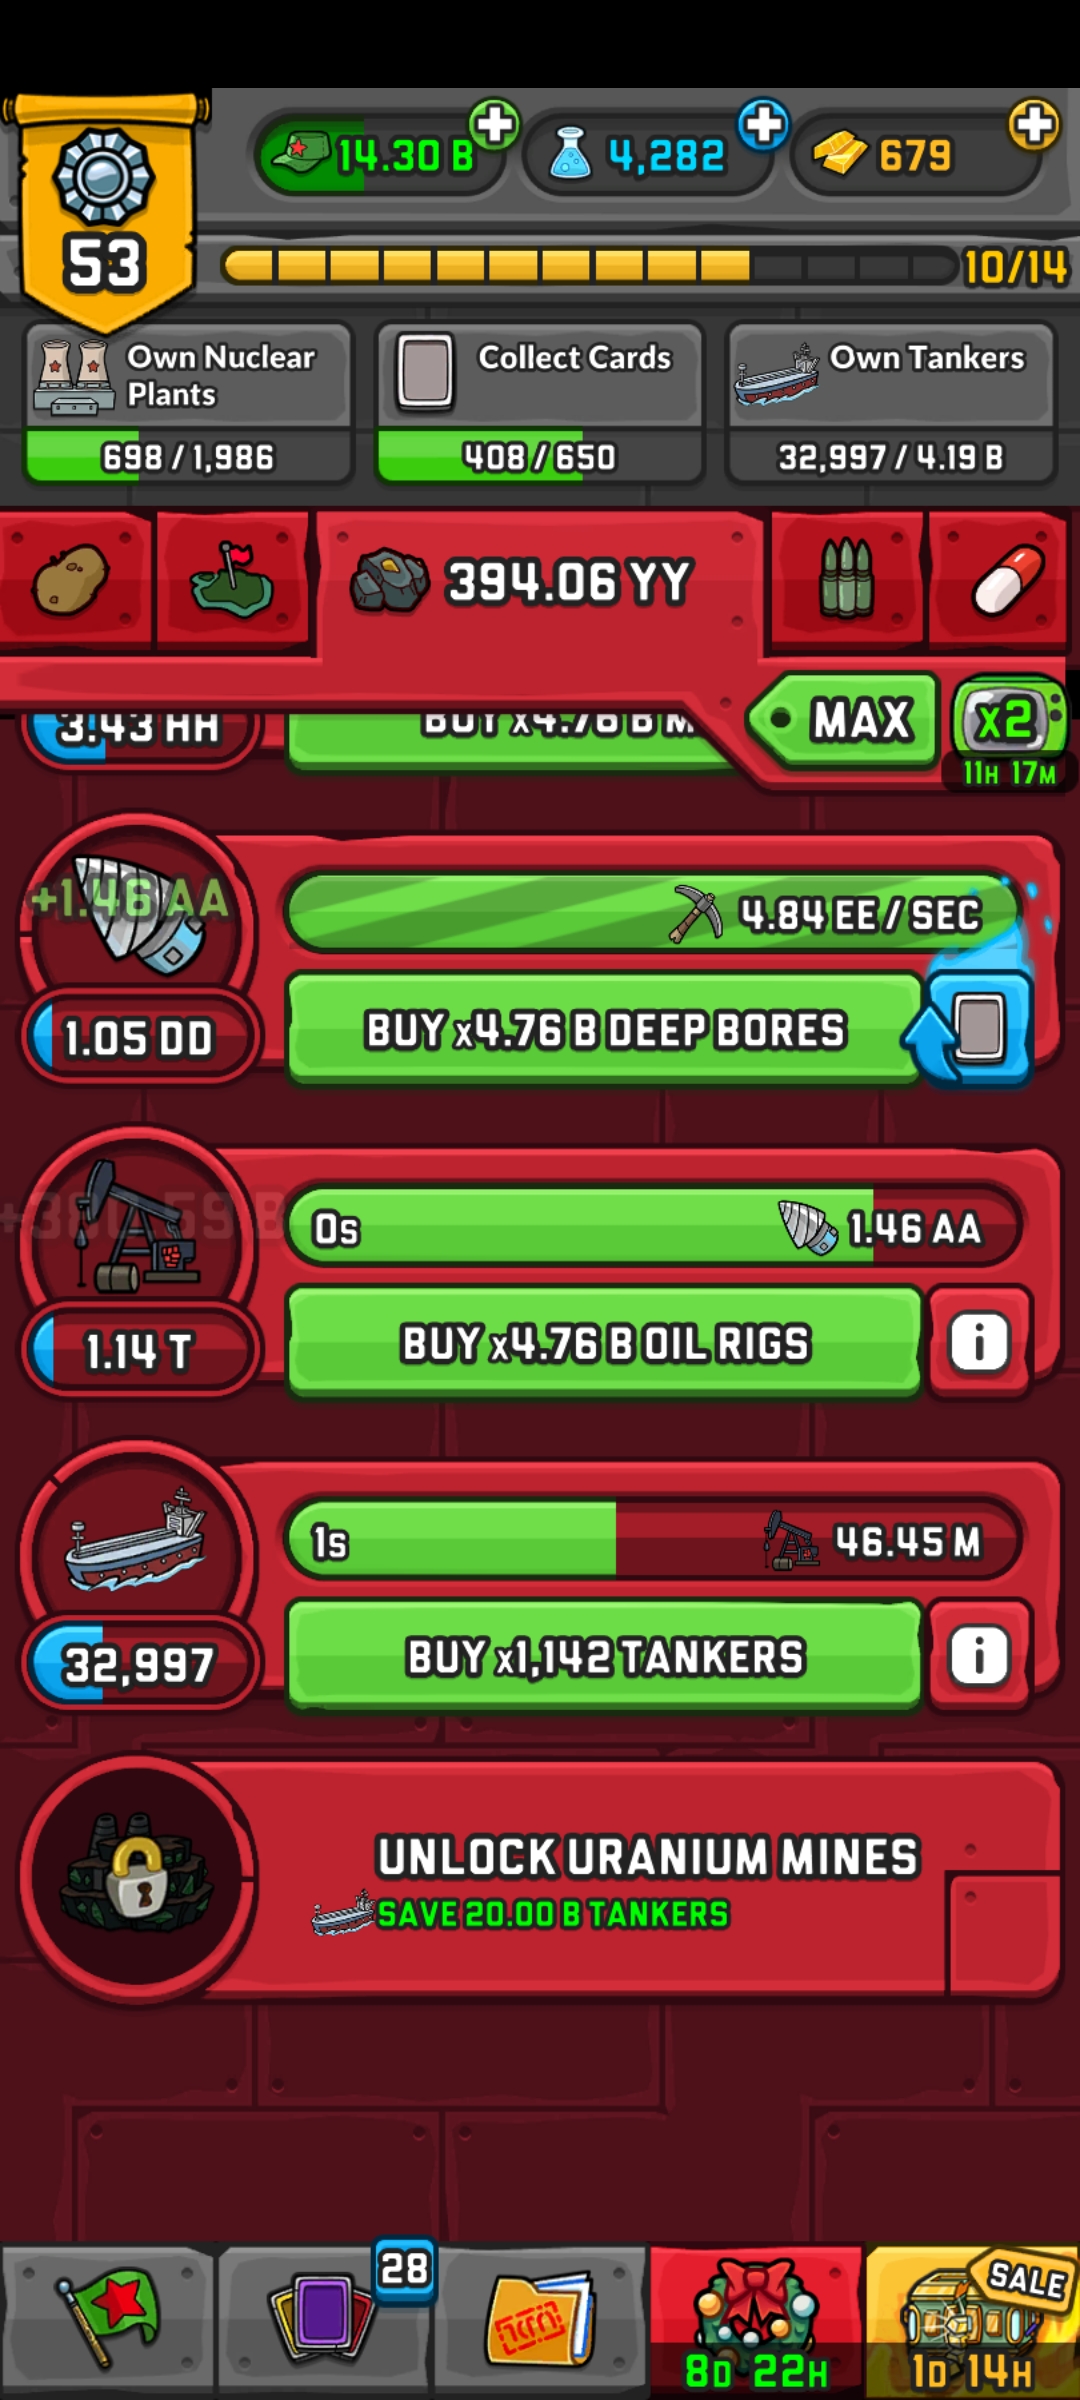 14.30 B
4,282
679
53
10/14
Own Nuclear
Plants
698 / 1,986
Collect Cards
408 / 650
Own Tankers
32,997 / 4.19 B
394.06 YY
MAX
x2
11H 17M
3.43 HH
BUY x4.76 B M
+1.46 AA
4.84 EE / SEC
1.05 DD
BUY x4.76 B DEEP BORES
0s
1.46 AA
1.14 T
BUY x4.76 B OIL RIGS
i
1s
46.45 M
32,997
BUY x1,142 TANKERS
i
UNLOCK URANIUM MINES
SAVE 20.00 B TANKERS
28
SALE
8D 22H
1D 14H